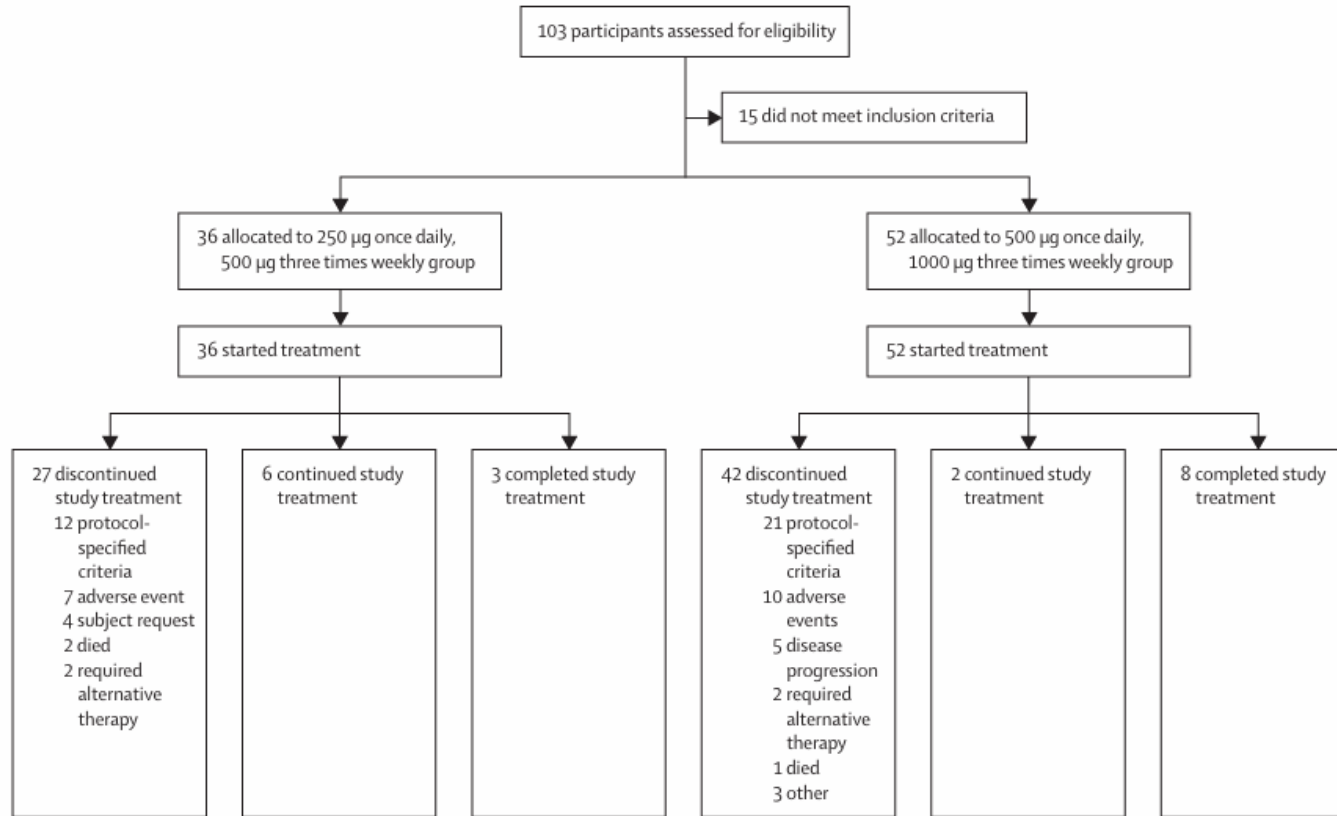 103 participants assessed for eligibility
15 did not meet inclusion criteria
36 allocated to 250 µg once daily,
500 µg three times weekly group
52 allocated to 500 µg once daily,
1000 µg three times weekly group
36 started treatment
52 started treatment
27 discontinued
study treatment
12 protocol-
specified
criteria
7 adverse event
4 subject request
2 died
2 required
alternative
therapy
6 continued study
treatment
3 completed study
treatment
42 discontinued
study treatment
21 protocol-
specified
criteria
10 adverse
events
5 disease
progression
2 required
alternative
therapy
1 died
3 other
2 continued study
treatment
8 completed study
treatment